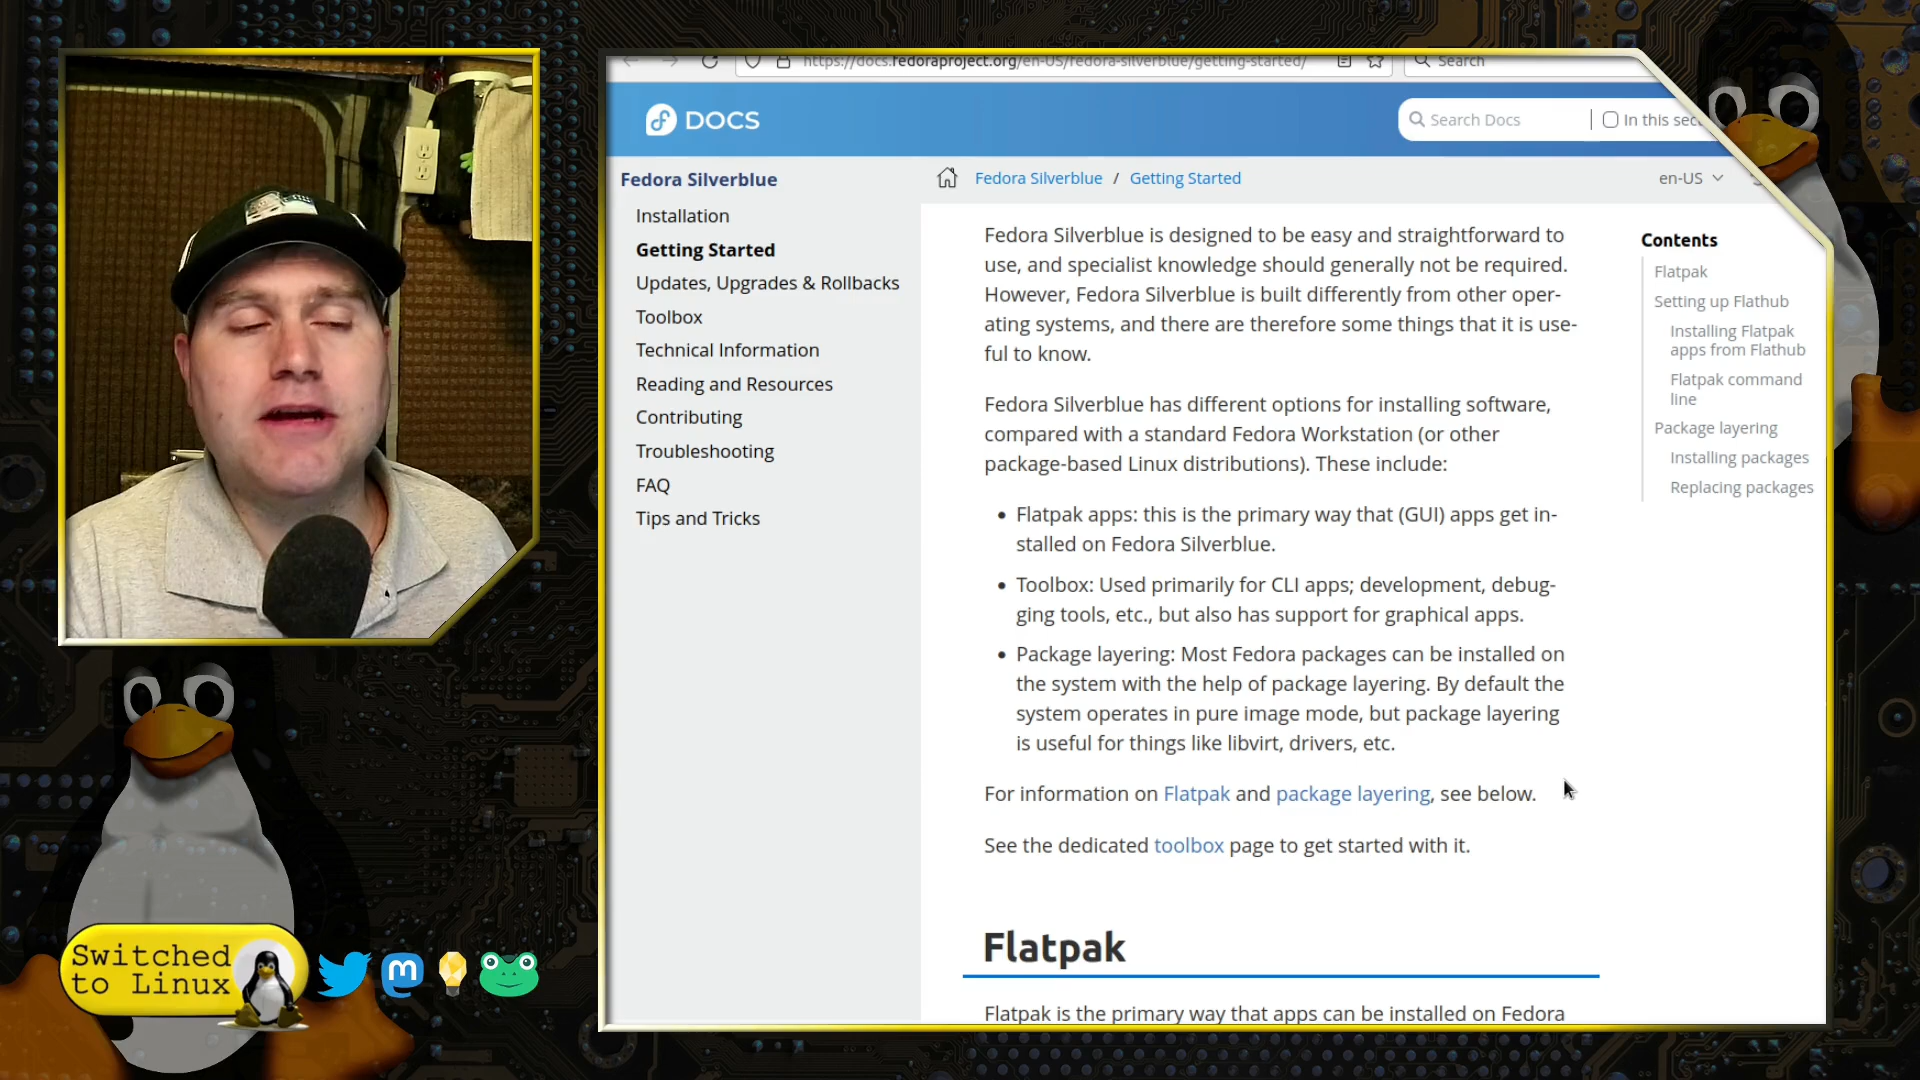 https://docs.fedoraproject.org/en-US/fedora-silverblue/getting-started/
Search
DOCS
Search Docs
In this sec
Fedora Silverblue
Installation
Getting Started
Updates, Upgrades & Rollbacks
Toolbox
Technical Information
Reading and Resources
Contributing
Troubleshooting
FAQ
Tips and Tricks
Fedora Silverblue / Getting Started
en-US
Fedora Silverblue is designed to be easy and straightforward to
use, and specialist knowledge should generally not be required.
However, Fedora Silverblue is built differently from other oper-
ating systems, and there are therefore some things that it is use-
ful to know.
Fedora Silverblue has different options for installing software,
compared with a standard Fedora Workstation (or other
package-based Linux distributions). These include:
• Flatpak apps: this is the primary way that (GUI) apps get in-
stalled on Fedora Silverblue.
• Toolbox: Used primarily for CLI apps; development, debug-
ging tools, etc., but also has support for graphical apps.
• Package layering: Most Fedora packages can be installed on
the system with the help of package layering. By default the
system operates in pure image mode, but package layering
is useful for things like libvirt, drivers, etc.
For information on Flatpak and package layering, see below.
See the dedicated toolbox page to get started with it.
Flatpak
Flatpak is the primary way that apps can be installed on Fedora
Contents
Flatpak
Setting up Flathub
Installing Flatpak
apps from Flathub
Flatpak command
line
Package layering
Installing packages
Replacing packages
Switched
to Linux
m